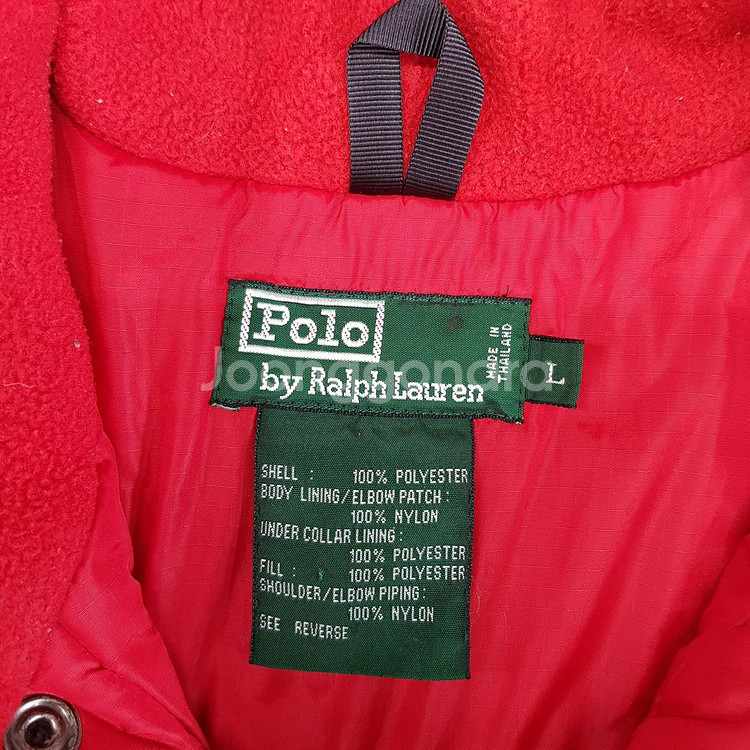 Polo
by Ralph Lauren
MADE IN
THAILAND
L
Joonggonara
SHELL : 100% POLYESTER
BODY LINING/ELBOW PATCH :
100% NYLON
UNDER COLLAR LINING :
100% POLYESTER
FILL : 100% POLYESTER
SHOULDER/ELBOW PIPING:
100% NYLON
SEE REVERSE